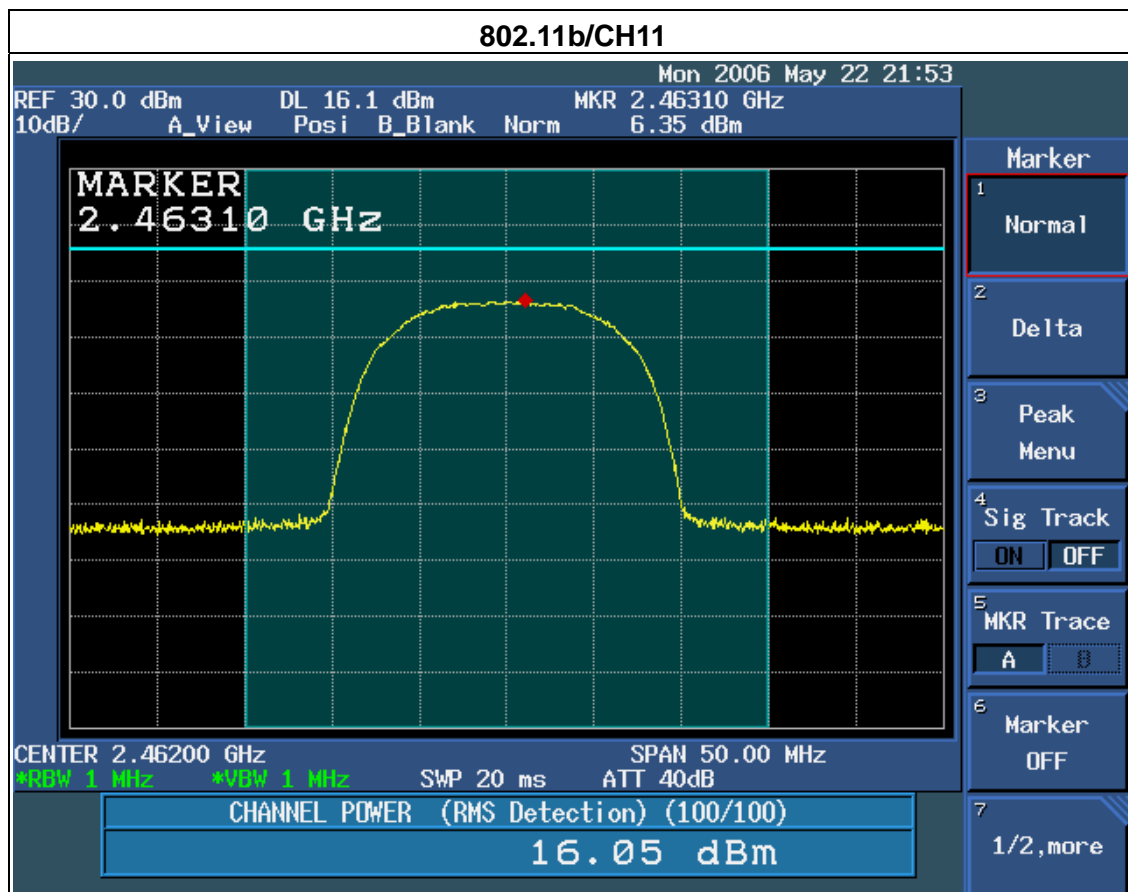 802.11b/CH11
Mon 2006 May 22 21:53
REF 30.0 dBm DL 16.1 dBm MKR 2.46310 GHz
10dB/ A_View Posi B_Blank Norm 6.35 dBm
MARKER
2.46310 GHz
Marker
1
Normal
2
Delta
3
Peak
Menu
4
Sig Track
ON OFF
5
MKR Trace
A B
6
Marker
OFF
7
1/2,more
CENTER 2.46200 GHz SPAN 50.00 MHz
*RBW 1 MHz *VBW 1 MHz SWP 20 ms ATT 40dB
CHANNEL POWER (RMS Detection) (100/100)
16.05 dBm